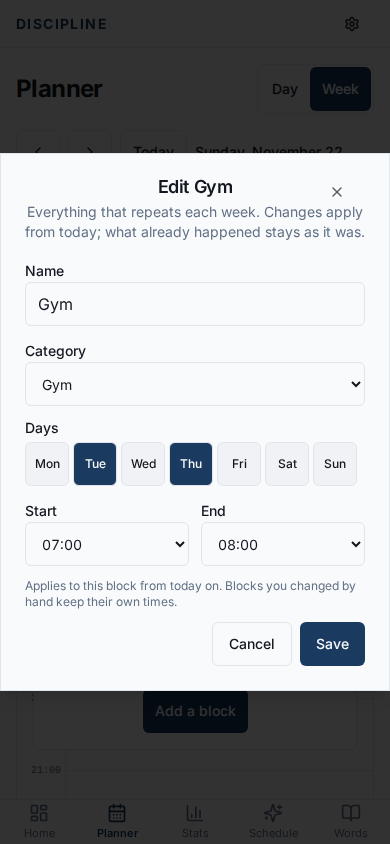 DISCIPLINE
Planner
Day
Week
Today
Sunday, November 22
Edit Gym
Everything that repeats each week. Changes apply
from today; what already happened stays as it was.
Name
Gym
Category
Gym
Days
Mon
Tue
Wed
Thu
Fri
Sat
Sun
Start
End
07:00
08:00
Applies to this block from today on. Blocks you changed by
hand keep their own times.
Cancel
Save
Add a block
21:00
Home
Planner
Stats
Schedule
Words